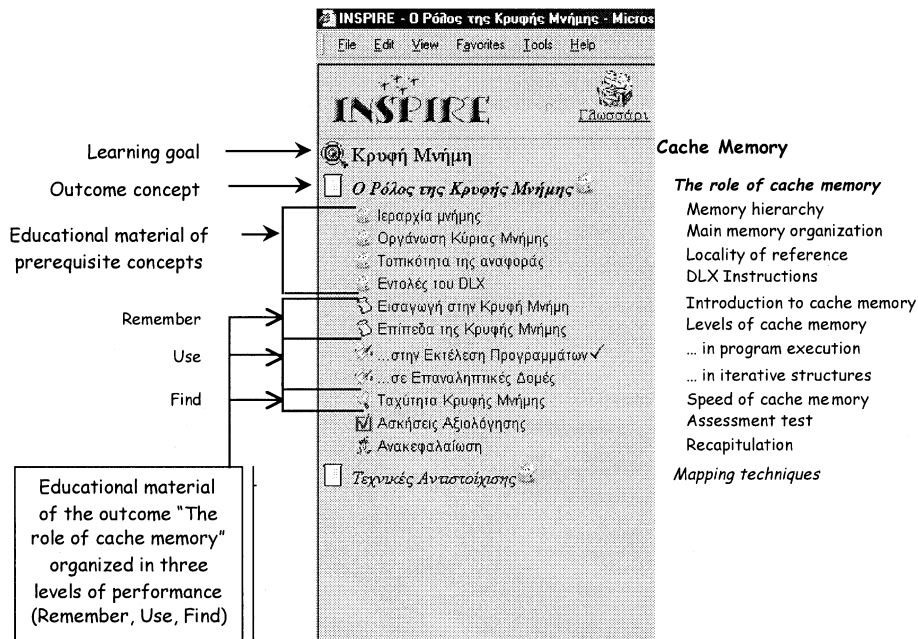 INSPIRE - Ο Ρόλος της Κρυφής Μνήμης - Micros
File Edit View Favorites Tools Help
INSPIRE
Γλωσσάρι
Learning goal
Κρυφή Μνήμη
Cache Memory
Outcome concept
Ο Ρόλος της Κρυφής Μνήμης
The role of cache memory
Educational material of
prerequisite concepts
Ιεραρχία μνήμης
Οργάνωση Κύριας Μνήμης
Τοπικότητα της αναφοράς
Εντολές του DLX
Memory hierarchy
Main memory organization
Locality of reference
DLX Instructions
Remember
Use
Find
Εισαγωγή στην Κρυφή Μνήμη
Επίπεδα της Κρυφής Μνήμης
...στην Εκτέλεση Προγραμμάτων
...σε Επαναληπτικές Δομές
Ταχύτητα Κρυφής Μνήμης
Ασκήσεις Αξιολόγησης
Ανακεφαλαίωση
Introduction to cache memory
Levels of cache memory
... in program execution
... in iterative structures
Speed of cache memory
Assessment test
Recapitulation
Τεχνικές Αντιστοίχισης
Mapping techniques
Educational material
of the outcome "The
role of cache memory"
organized in three
levels of performance
(Remember, Use, Find)